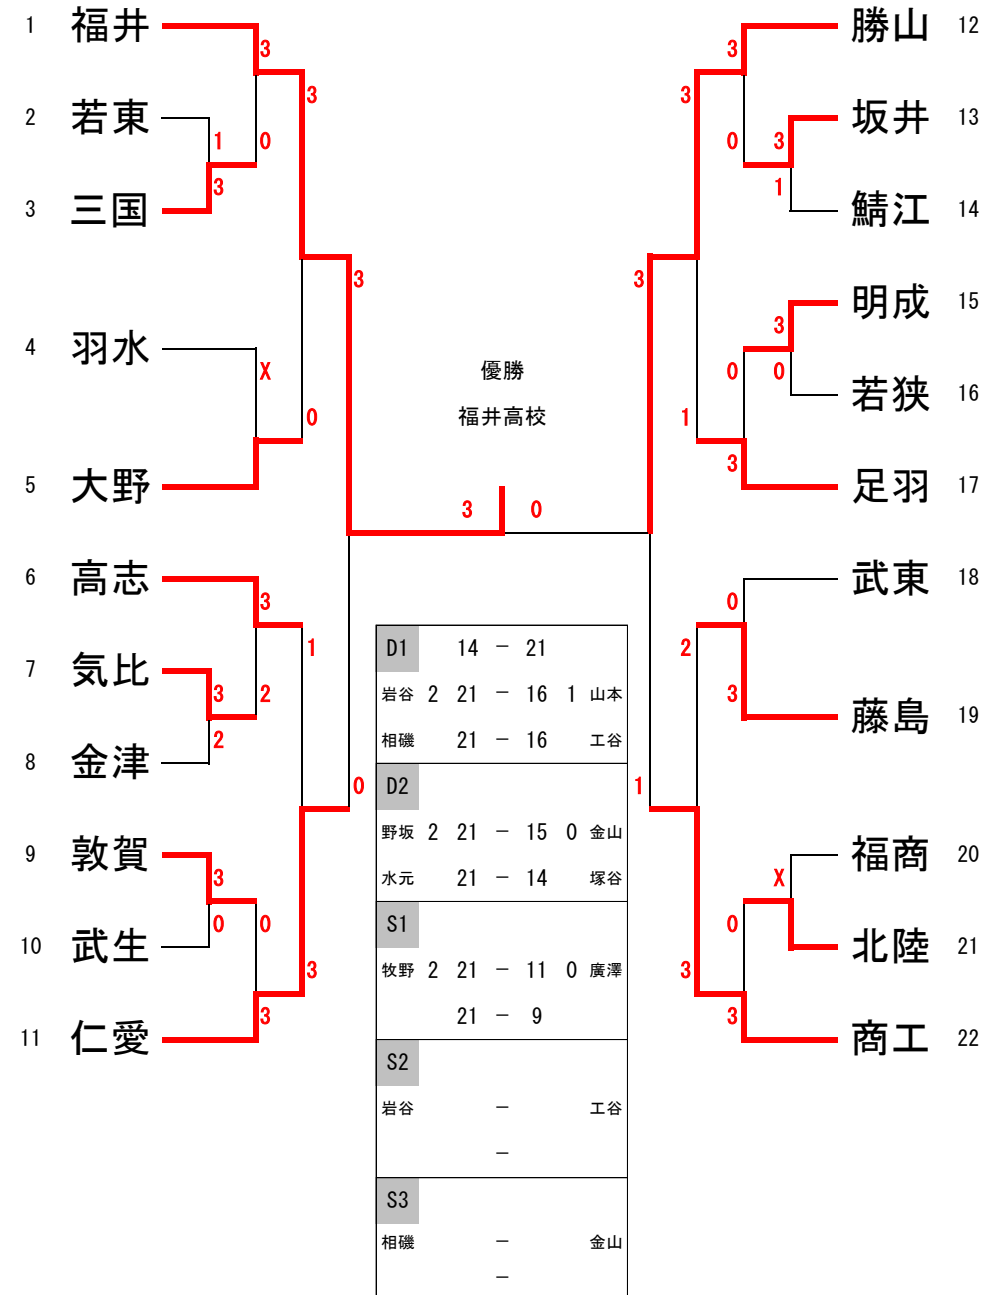 1 福井 3 3 勝山 12
3 3
2 若東 1 0 0 3 坂井 13
3 三国 3 1 鯖江 14
3 3
4 羽水 X 3 明成 15
0 0 若狭 16
優勝
福井高校
0 1
5 大野 3 足羽 17
3 0
6 高志 3 0 武東 18
1 2
7 気比 3 2 3 藤島 19
8 金津 2
0 1
9 敦賀 3 X 福商 20
10 武生 0 0 0 北陸 21
3 3
11 仁愛 3 3 商工 22
D1 14 － 21
岩谷 2 21 － 16 1 山本
相磯 21 － 16 工谷
D2
野坂 2 21 － 15 0 金山
水元 21 － 14 塚谷
S1
牧野 2 21 － 11 0 廣澤
21 － 9
S2
岩谷 － 工谷
－
S3
相磯 － 金山
－